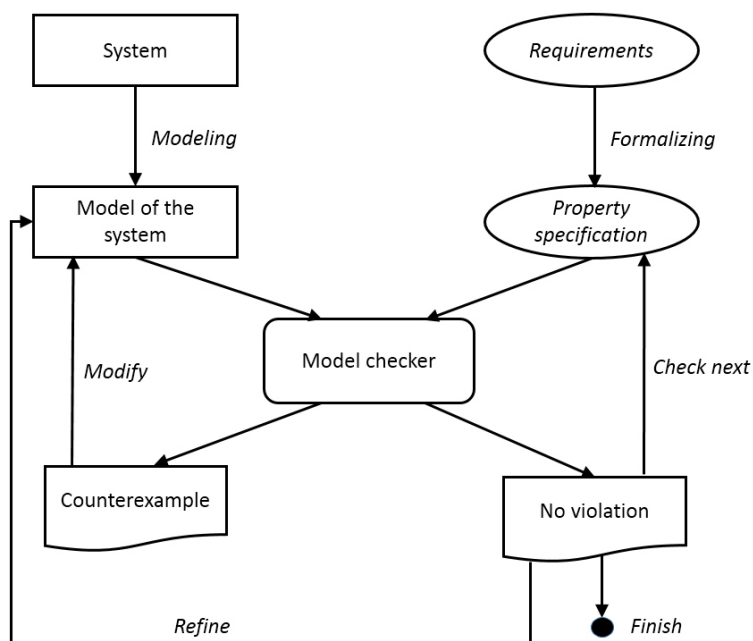 System
Requirements
Modeling
Formalizing
Model of the
system
Property
specification
Model checker
Modify
Check next
Counterexample
No violation
Refine
Finish